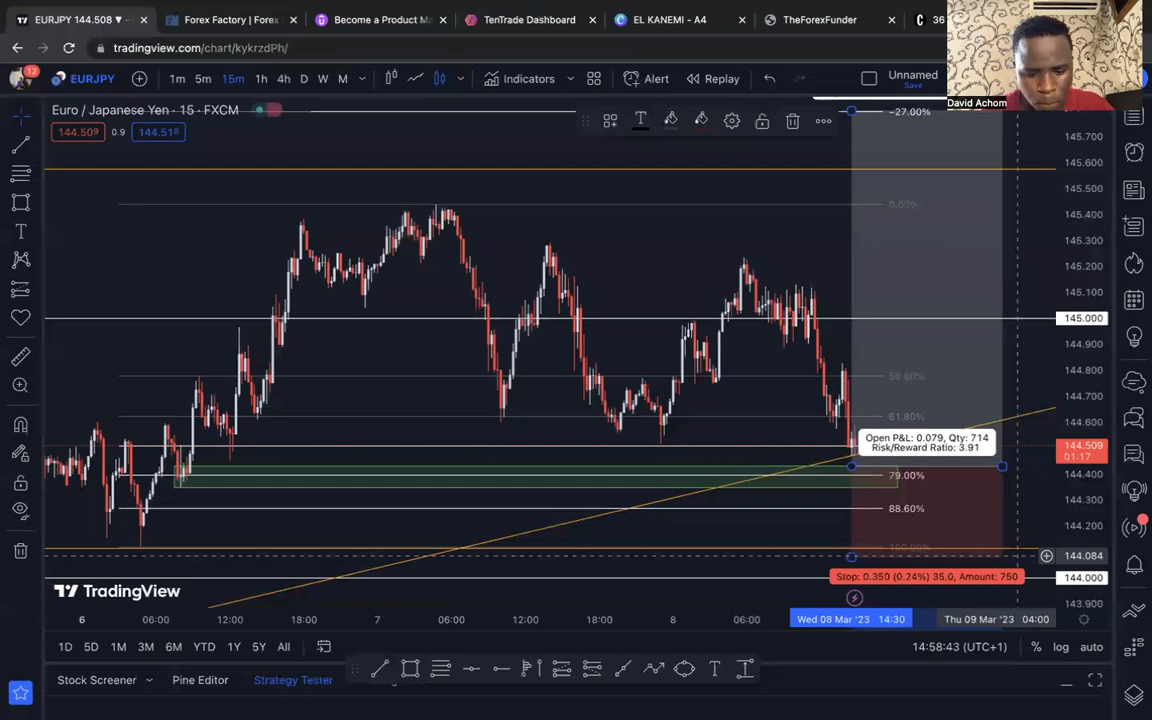 EURJPY 144.508 ▼
Forex Factory | Forex
Become a Product Ma
TenTrade Dashboard
EL KANEMI - A4
TheForexFunder
36
tradingview.com/chart/kykrzdPh/
12
EURJPY
1m 5m 15m 1h 4h D W M
Indicators
Alert
Replay
Unnamed
Save
David Achom
Euro / Japanese Yen · 15 · FXCM
144.509 0.9 144.518
-27.00%
145.700
145.600
145.500
0.00%
145.400
145.300
145.200
145.100
145.000
144.900
144.800
50.00%
144.700
61.80%
144.600
Open P&L: 0.079, Qty: 714
Risk/Reward Ratio: 3.91
144.509
01:17
79.00%
144.400
144.300
88.60%
144.200
100.00%
144.084
Stop: 0.350 (0.24%) 35.0, Amount: 750
144.000
TradingView
143.900
6 06:00 12:00 18:00 7 06:00 12:00 18:00 8 06:00 Wed 08 Mar '23 14:30 Thu 09 Mar '23 04:00
1D 5D 1M 3M 6M YTD 1Y 5Y All
14:58:43 (UTC+1) % log auto
Stock Screener Pine Editor Strategy Tester